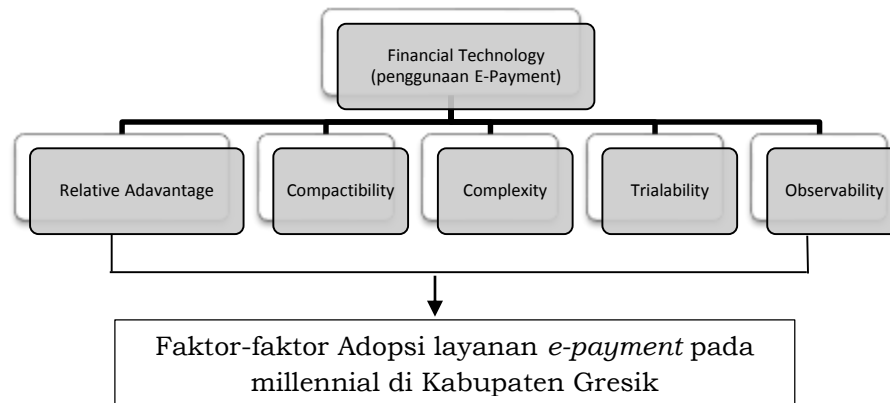 Financial Technology
(penggunaan E-Payment)
Relative Adavantage
Compactibility
Complexity
Trialability
Observability
Faktor-faktor Adopsi layanan e-payment pada
millennial di Kabupaten Gresik